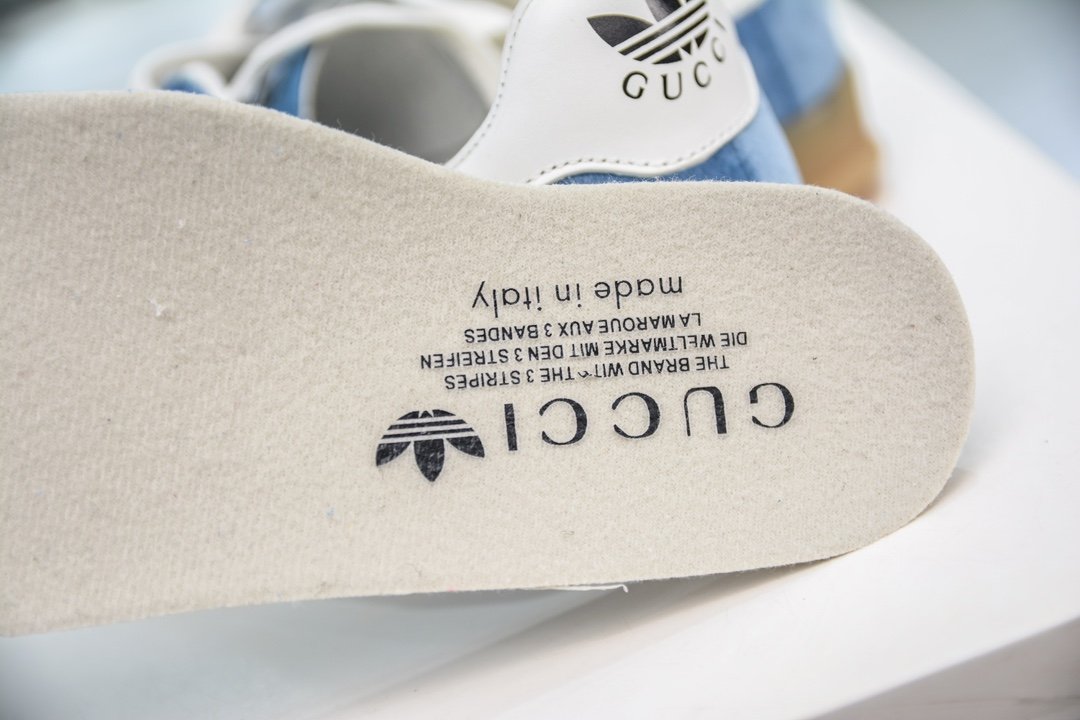 GUCCI
GUCCI
THE BRAND WITH THE 3 STRIPES
DIE WELTMARKE MIT DEN 3 STREIFEN
LA MARQUE AUX 3 BANDES
made in italy